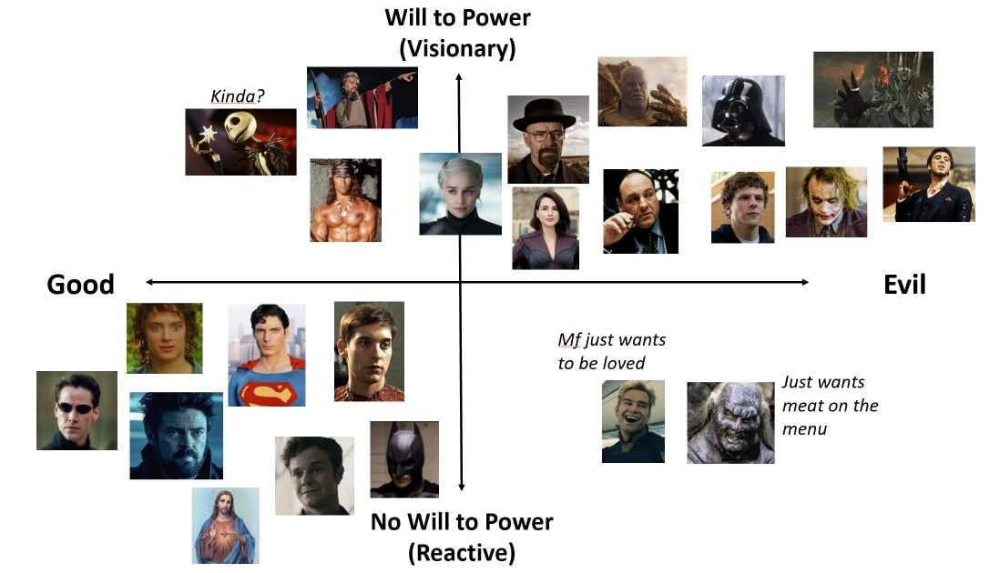 Will to Power
(Visionary)
Kinda?
Good
Evil
Mf just wants
to be loved
Just wants
meat on the
menu
No Will to Power
(Reactive)